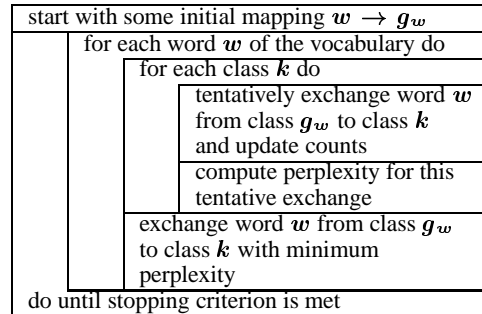 start with some initial mapping w → g_w
for each word w of the vocabulary do
for each class k do
tentatively exchange word w
from class g_w to class k
and update counts
compute perplexity for this
tentative exchange
exchange word w from class g_w
to class k with minimum
perplexity
do until stopping criterion is met